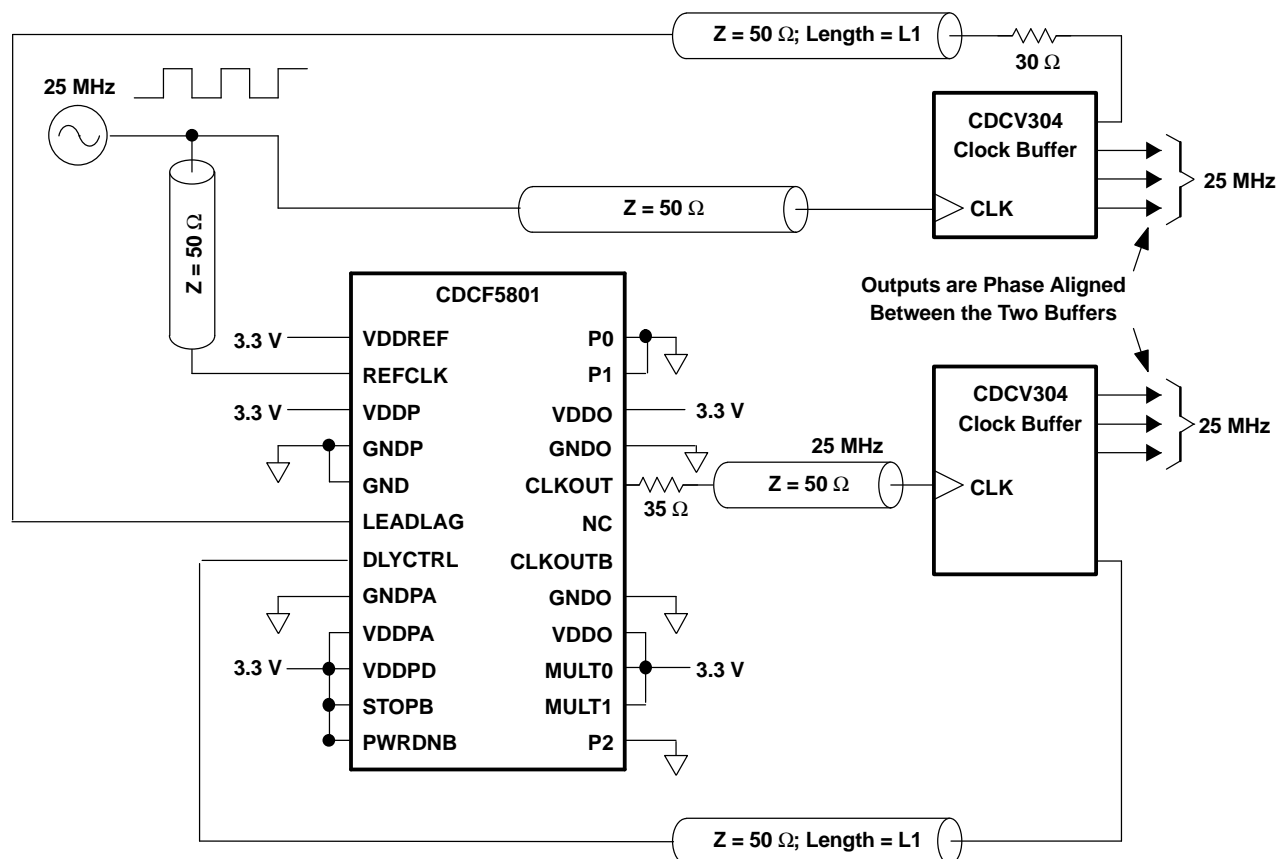 Z = 50 Ω; Length = L1
30 Ω
25 MHz
CDCV304
Clock Buffer
CLK
25 MHz
Z = 50 Ω
Z = 50 Ω
Outputs are Phase Aligned
Between the Two Buffers
CDCF5801
3.3 V
VDDREF
P0
REFCLK
P1
3.3 V
VDDP
VDDO
3.3 V
GNDP
GNDO
GND
CLKOUT
35 Ω
25 MHz
Z = 50 Ω
CDCV304
Clock Buffer
CLK
25 MHz
LEADLAG
NC
DLYCTRL
CLKOUTB
GNDPA
GNDO
VDDPA
VDDO
3.3 V
VDDPD
MULT0
3.3 V
STOPB
MULT1
PWRDNB
P2
Z = 50 Ω; Length = L1